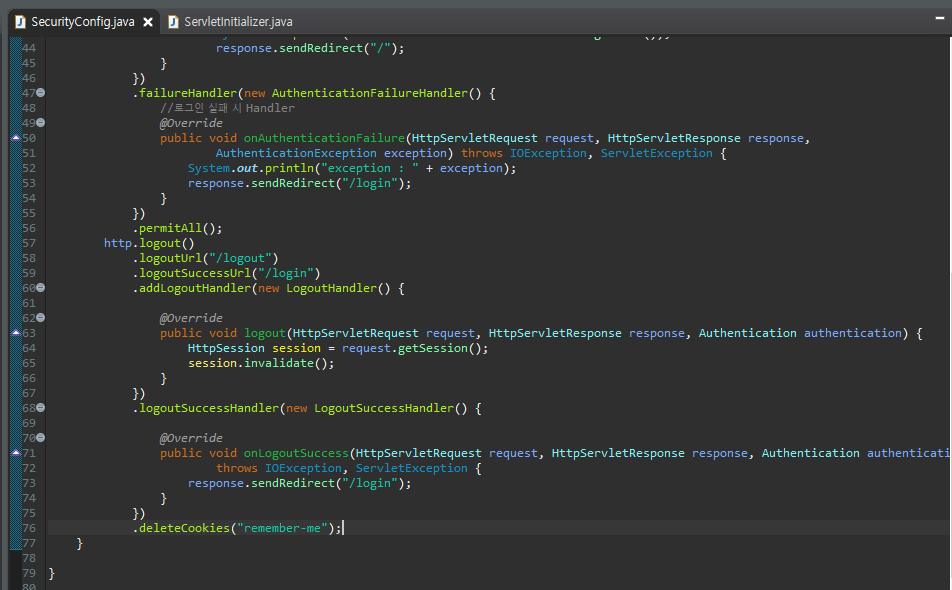 SecurityConfig.java ServletInitializer.java
44 response.sendRedirect("/");
45 }
46 })
47 .failureHandler(new AuthenticationFailureHandler() {
48 //로그인 실패 시 Handler
49 @Override
50 public void onAuthenticationFailure(HttpServletRequest request, HttpServletResponse response,
51 AuthenticationException exception) throws IOException, ServletException {
52 System.out.println("exception : " + exception);
53 response.sendRedirect("/login");
54 }
55 })
56 .permitAll();
57 http.logout()
58 .logoutUrl("/logout")
59 .logoutSuccessUrl("/login")
60 .addLogoutHandler(new LogoutHandler() {
61
62 @Override
63 public void logout(HttpServletRequest request, HttpServletResponse response, Authentication authentication) {
64 HttpSession session = request.getSession();
65 session.invalidate();
66 }
67 })
68 .logoutSuccessHandler(new LogoutSuccessHandler() {
69
70 @Override
71 public void onLogoutSuccess(HttpServletRequest request, HttpServletResponse response, Authentication authenticati
72 throws IOException, ServletException {
73 response.sendRedirect("/login");
74 }
75 })
76 .deleteCookies("remember-me");
77 }
78
79 }
80